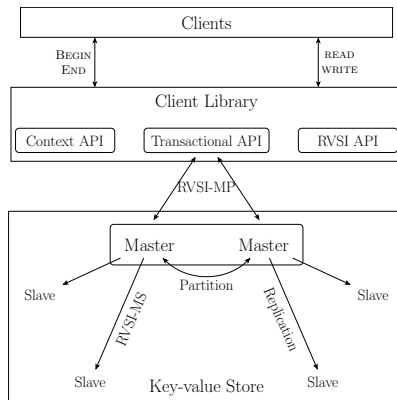 Clients
BEGIN
END
READ
WRITE
Client Library
Context API
Transactional API
RVSI API
RVSI-MP
Master
Master
Partition
Slave
Slave
RVSI-MS
Replication
Slave
Slave
Key-value Store